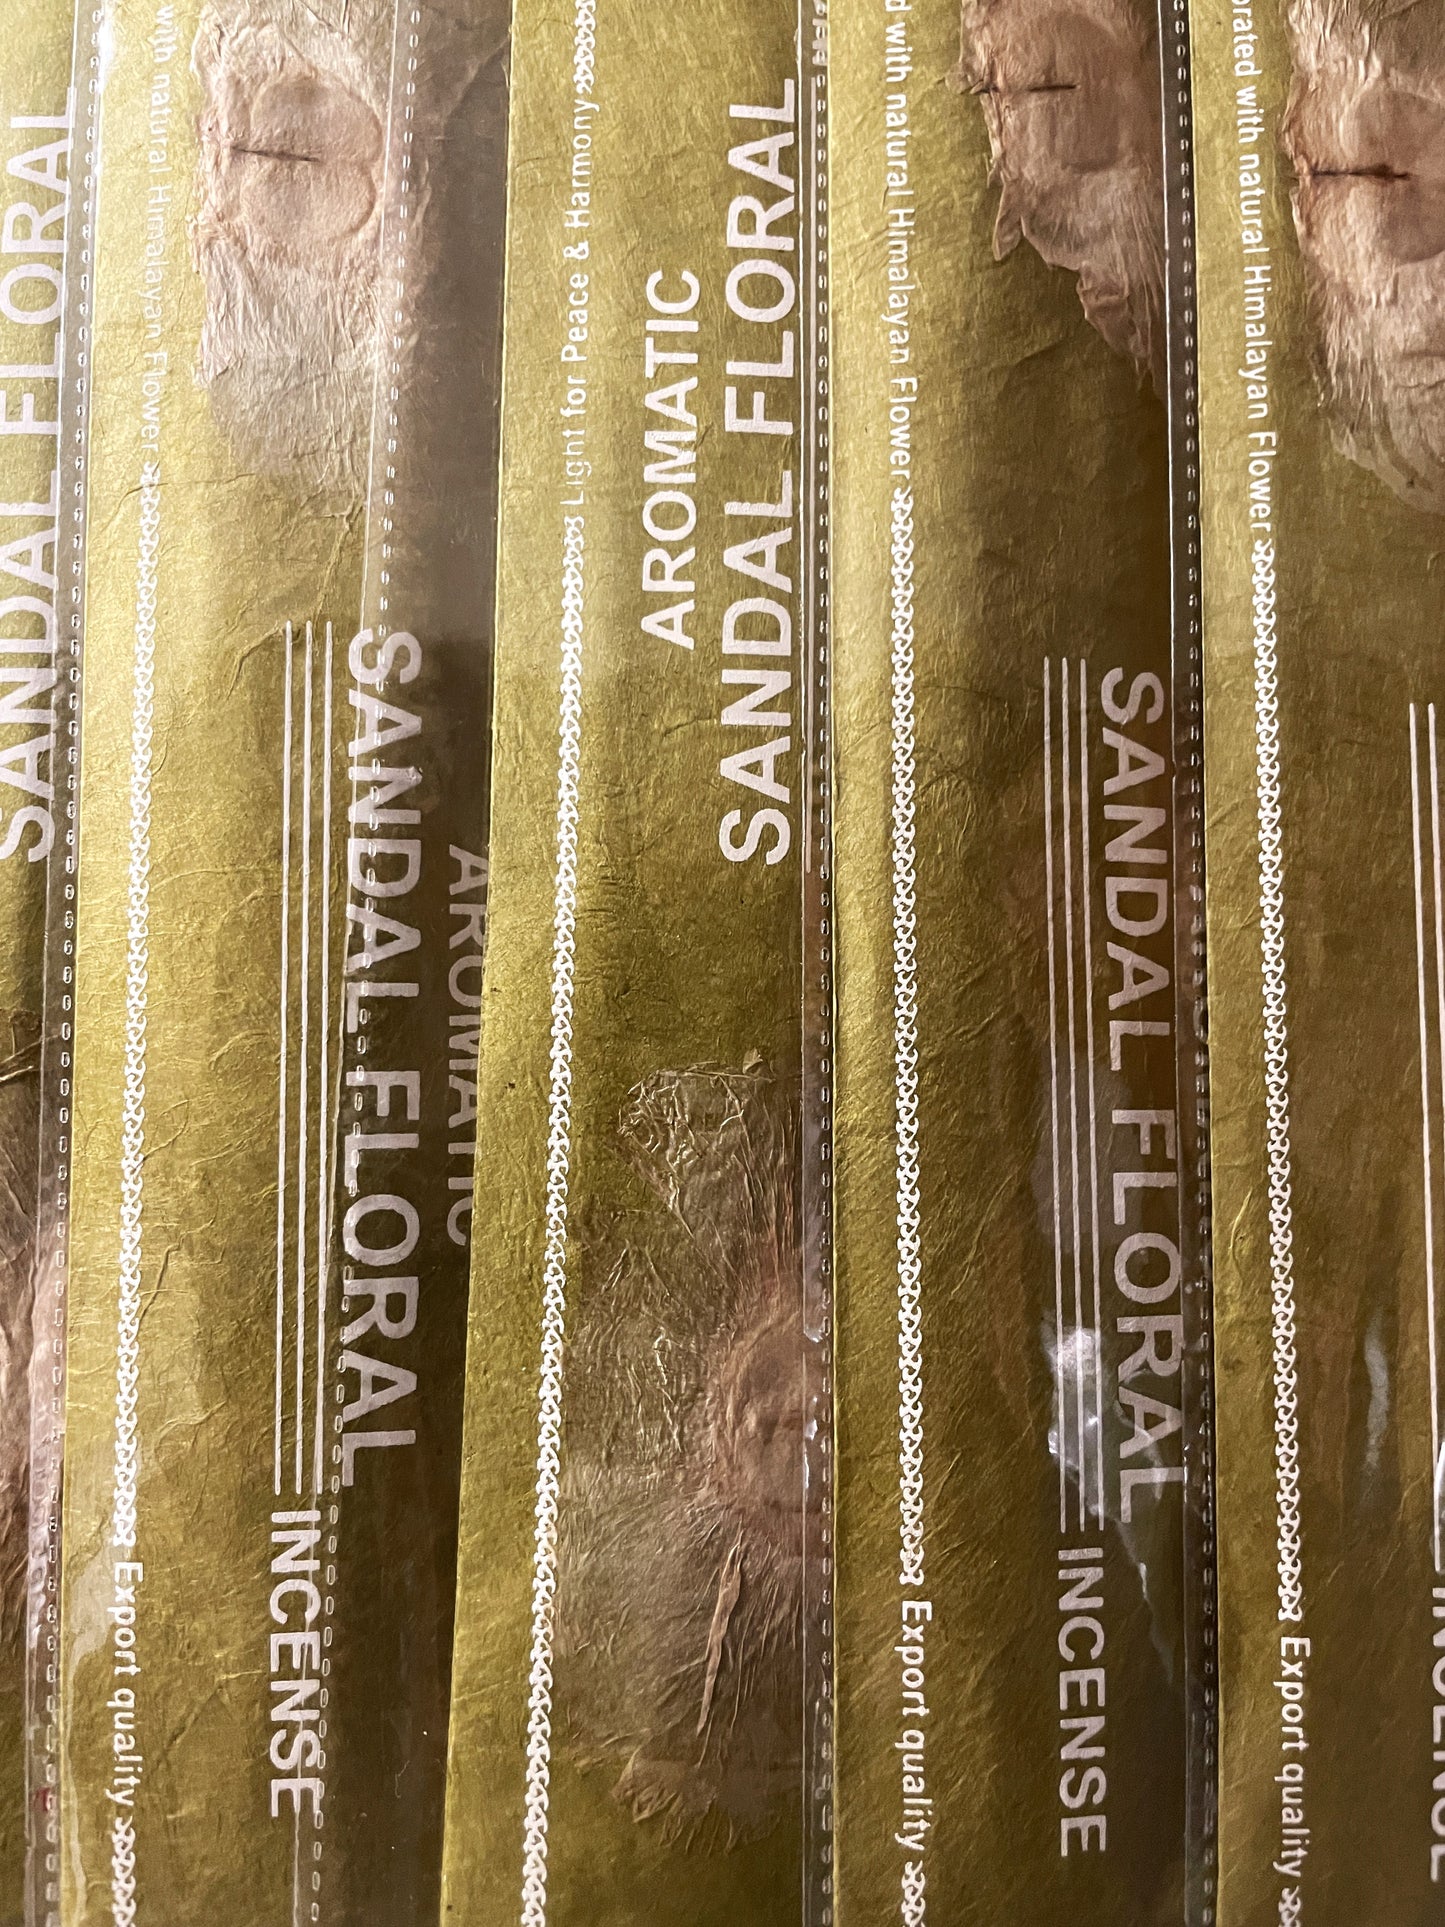 SANDAL FLORAL
with natural Himalayan Flower
Export quality
SANDAL FLORAL
INCENSE
AROMATIC
Light for Peace & Harmony
AROMATIC
SANDAL FLORAL
d with natural Himalayan Flower
Export quality
SANDAL FLORAL
INCENSE
orated with natural Himalayan Flower
Export quality
INCENSE